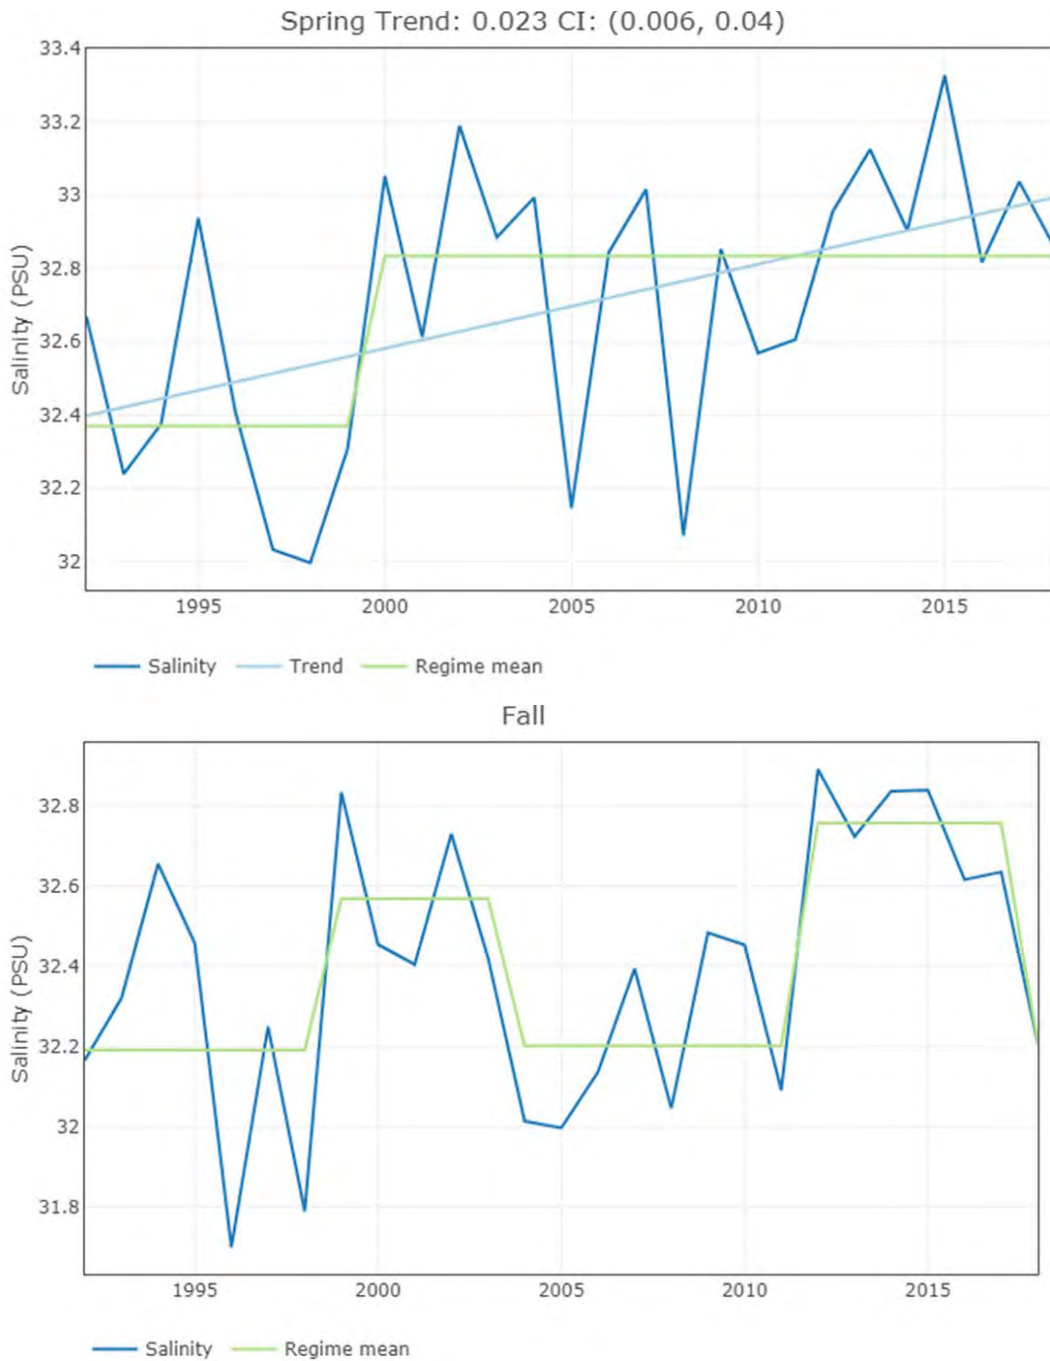 Spring Trend: 0.023 CI: (0.006, 0.04)
33.4
33.2
33
32.8
32.6
32.4
32.2
32
Salinity (PSU)
1995 2000 2005 2010 2015
Salinity Trend Regime mean
Fall
32.8
32.6
32.4
32.2
32
31.8
Salinity (PSU)
1995 2000 2005 2010 2015
Salinity Regime mean